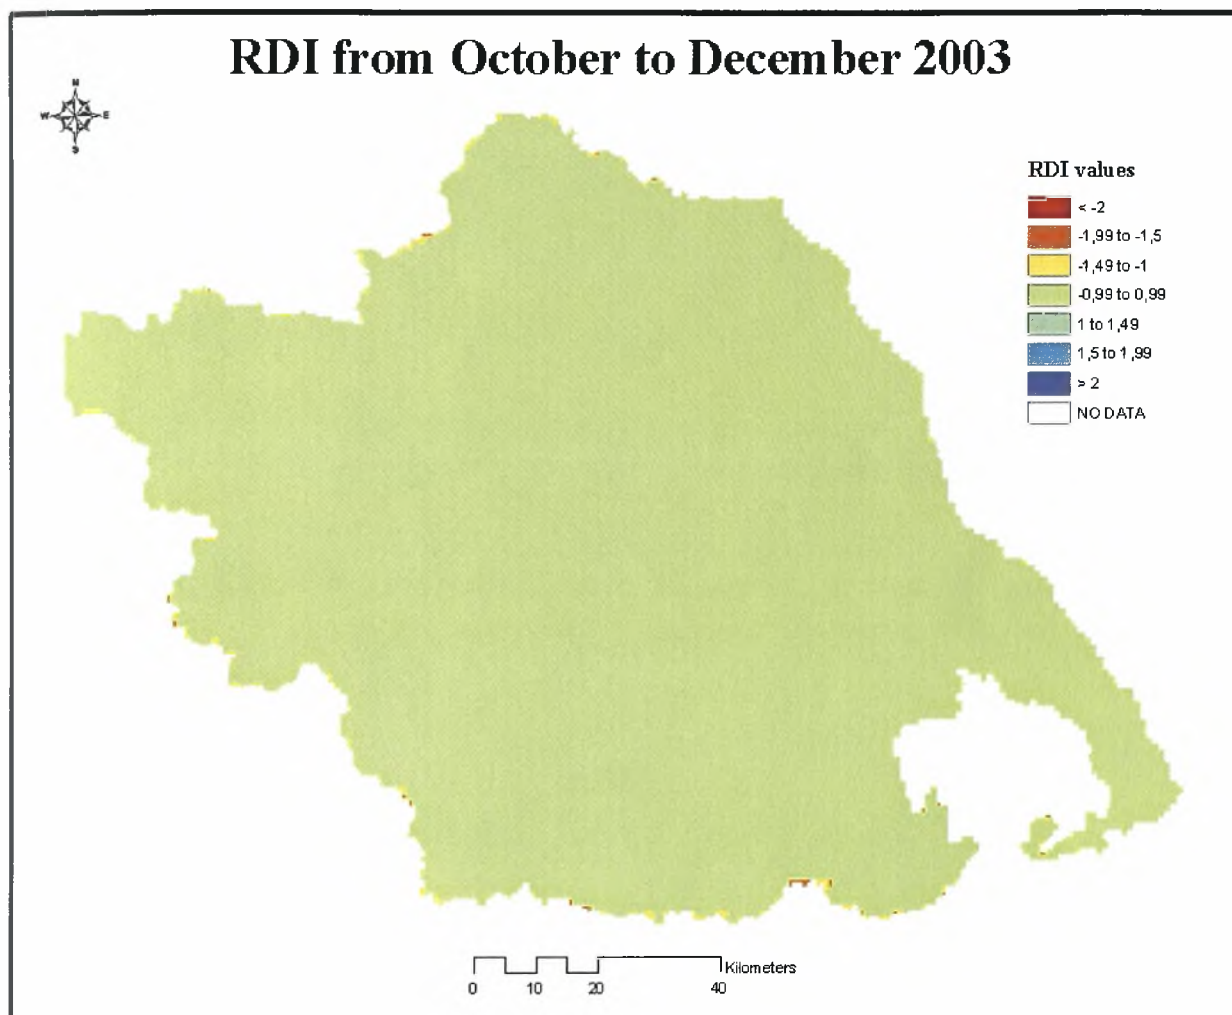 RDI from October to December 2003
N
W E
S
RDI values
< -2
-1,99 to -1,5
-1,49 to -1
-0,99 to 0,99
1 to 1,49
1,5 to 1,99
> 2
NO DATA
Kilometers
0 10 20 40